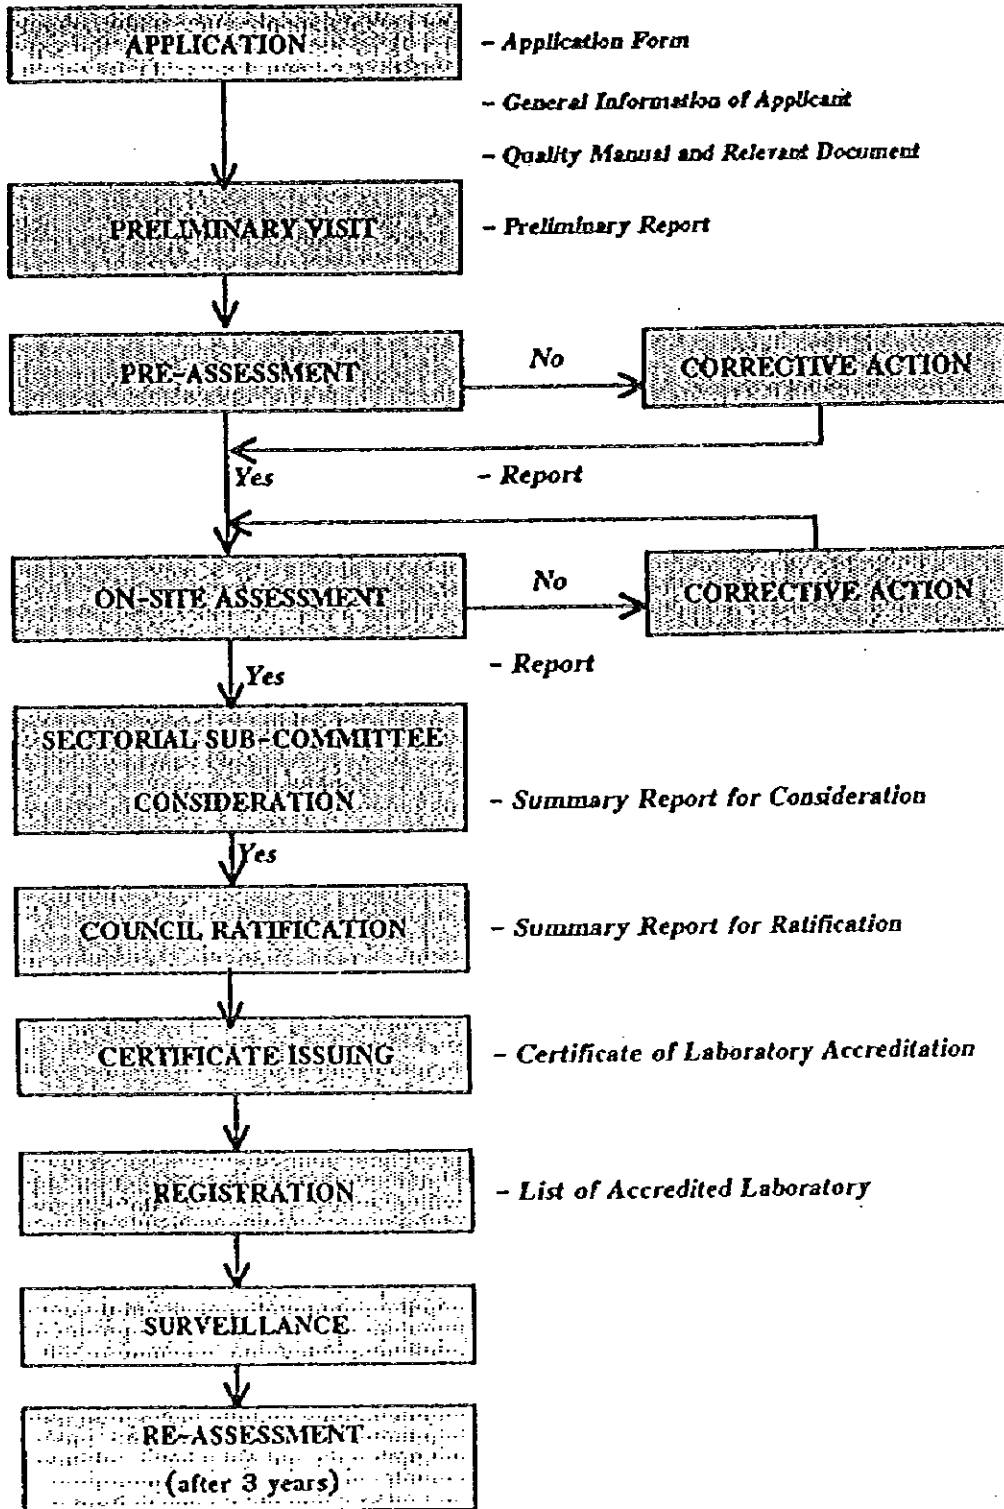 APPLICATION
– Application Form
– General Information of Applicant
– Quality Manual and Relevant Document
PRELIMINARY VISIT
– Preliminary Report
PRE-ASSESSMENT
No
CORRECTIVE ACTION
Yes
– Report
ON-SITE ASSESSMENT
No
CORRECTIVE ACTION
Yes
– Report
SECTORIAL SUB-COMMITTEE
CONSIDERATION
– Summary Report for Consideration
Yes
COUNCIL RATIFICATION
– Summary Report for Ratification
CERTIFICATE ISSUING
– Certificate of Laboratory Accreditation
REGISTRATION
– List of Accredited Laboratory
SURVEILLANCE
RE-ASSESSMENT
(after 3 years)